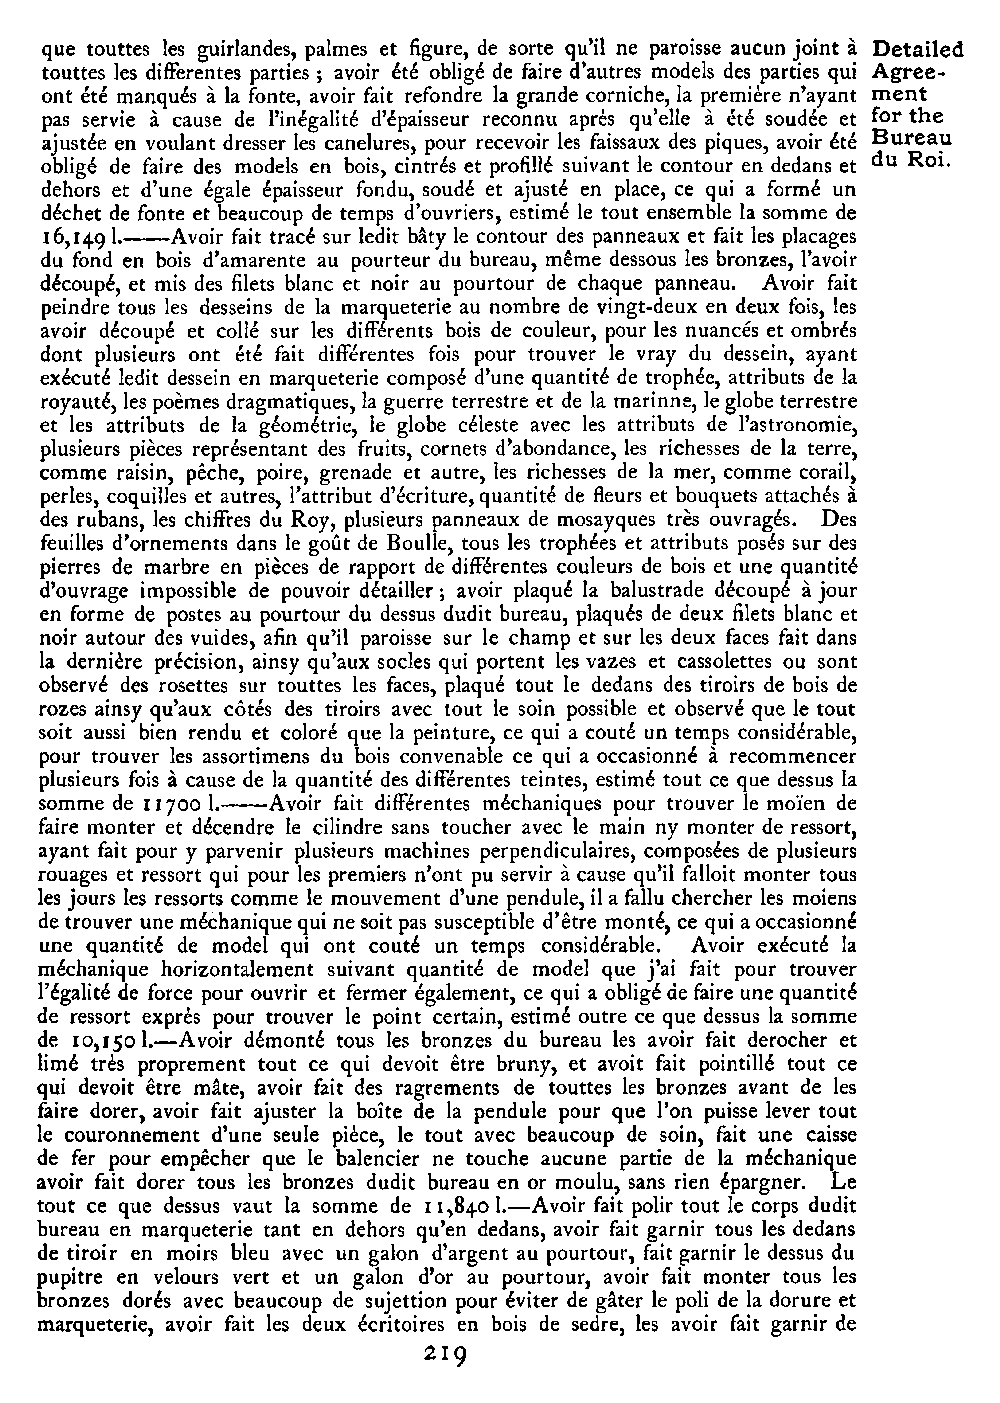 que touttes les guirlandes, palmes et figure, de sorte qu'il ne paroisse aucun joint à
touttes les differentes parties ; avoir été obligé de faire d'autres models des parties qui
ont été manqués à la fonte, avoir fait refondre la grande corniche, la première n'ayant
pas servie à cause de l'inégalité d'épaisseur reconnu aprés qu'elle à été soudée et
ajustée en voulant dresser les canelures, pour recevoir les faissaux des piques, avoir été
obligé de faire des models en bois, cintrés et profillé suivant le contour en dedans et
dehors et d'une égale épaisseur fondu, soudé et ajusté en place, ce qui a formé un
déchet de fonte et beaucoup de temps d'ouvriers, estimé le tout ensemble la somme de
16,149 l.——Avoir fait tracé sur ledit bâty le contour des panneaux et fait les placages
du fond en bois d'amarente au pourteur du bureau, même dessous les bronzes, l'avoir
découpé, et mis des filets blanc et noir au pourtour de chaque panneau. Avoir fait
peindre tous les desseins de la marqueterie au nombre de vingt-deux en deux fois, les
avoir découpé et collé sur les différents bois de couleur, pour les nuancés et ombrés
dont plusieurs ont été fait différentes fois pour trouver le vray du dessein, ayant
exécuté ledit dessein en marqueterie composé d'une quantité de trophée, attributs de la
royauté, les poèmes dragmatiques, la guerre terrestre et de la marinne, le globe terrestre
et les attributs de la géométrie, le globe céleste avec les attributs de l'astronomie,
plusieurs pièces représentant des fruits, cornets d'abondance, les richesses de la terre,
comme raisin, pêche, poire, grenade et autre, les richesses de la mer, comme corail,
perles, coquilles et autres, l'attribut d'écriture, quantité de fleurs et bouquets attachés à
des rubans, les chiffres du Roy, plusieurs panneaux de mosayques très ouvragés. Des
feuilles d'ornements dans le goût de Boulle, tous les trophées et attributs posés sur des
pierres de marbre en pièces de rapport de différentes couleurs de bois et une quantité
d'ouvrage impossible de pouvoir détailler ; avoir plaqué la balustrade découpé à jour
en forme de postes au pourtour du dessus dudit bureau, plaqués de deux filets blanc et
noir autour des vuides, afin qu'il paroisse sur le champ et sur les deux faces fait dans
la dernière précision, ainsy qu'aux socles qui portent les vazes et cassolettes ou sont
observé des rosettes sur touttes les faces, plaqué tout le dedans des tiroirs de bois de
rozes ainsy qu'aux côtés des tiroirs avec tout le soin possible et observé que le tout
soit aussi bien rendu et coloré que la peinture, ce qui a couté un temps considérable,
pour trouver les assortimens du bois convenable ce qui a occasionné à recommencer
plusieurs fois à cause de la quantité des différentes teintes, estimé tout ce que dessus la
somme de 11700 l.——Avoir fait différentes méchaniques pour trouver le moïen de
faire monter et décendre le cilindre sans toucher avec le main ny monter de ressort,
ayant fait pour y parvenir plusieurs machines perpendiculaires, composées de plusieurs
rouages et ressort qui pour les premiers n'ont pu servir à cause qu'il falloit monter tous
les jours les ressorts comme le mouvement d'une pendule, il a fallu chercher les moiens
de trouver une méchanique qui ne soit pas susceptible d'être monté, ce qui a occasionné
une quantité de model qui ont couté un temps considérable. Avoir exécuté la
méchanique horizontalement suivant quantité de model que j'ai fait pour trouver
l'égalité de force pour ouvrir et fermer également, ce qui a obligé de faire une quantité
de ressort exprés pour trouver le point certain, estimé outre ce que dessus la somme
de 10,150 l.—Avoir démonté tous les bronzes du bureau les avoir fait derocher et
limé très proprement tout ce qui devoit être bruny, et avoit fait pointillé tout ce
qui devoit être mâte, avoir fait des ragrements de touttes les bronzes avant de les
faire dorer, avoir fait ajuster la boîte de la pendule pour que l'on puisse lever tout
le couronnement d'une seule pièce, le tout avec beaucoup de soin, fait une caisse
de fer pour empêcher que le balencier ne touche aucune partie de la méchanique
avoir fait dorer tous les bronzes dudit bureau en or moulu, sans rien épargner. Le
tout ce que dessus vaut la somme de 11,840 l.—Avoir fait polir tout le corps dudit
bureau en marqueterie tant en dehors qu'en dedans, avoir fait garnir tous les dedans
de tiroir en moirs bleu avec un galon d'argent au pourtour, fait garnir le dessus du
pupitre en velours vert et un galon d'or au pourtour, avoir fait monter tous les
bronzes dorés avec beaucoup de sujettion pour éviter de gâter le poli de la dorure et
marqueterie, avoir fait les deux écritoires en bois de sedre, les avoir fait garnir de
219
Detailed
Agree-
ment
for the
Bureau
du Roi.